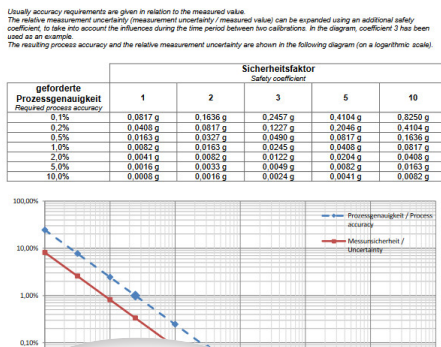 Usually accuracy requirements are given in relation to the measured value.
The relative measurement uncertainty (measurement uncertainty / measured value) can be expanded using an additional safety
coefficient, to take into account the influences during the time period between two calibrations. In the diagram, coefficient 3 has been
used as an example.
The resulting process accuracy and the relative measurement uncertainty are shown in the following diagram (on a logarithmic scale).
Sicherheitsfaktor
Safety coefficient
geforderte
Prozessgenauigkeit
Required process accuracy
1 2 3 5 10
0,1% 0,0817 g 0,1636 g 0,2457 g 0,4104 g 0,8250 g
0,2% 0,0408 g 0,0817 g 0,1227 g 0,2046 g 0,4104 g
0,5% 0,0163 g 0,0327 g 0,0490 g 0,0817 g 0,1636 g
1,0% 0,0082 g 0,0163 g 0,0245 g 0,0408 g 0,0817 g
2,0% 0,0041 g 0,0082 g 0,0122 g 0,0204 g 0,0408 g
5,0% 0,0016 g 0,0033 g 0,0049 g 0,0082 g 0,0163 g
10,0% 0,0008 g 0,0016 g 0,0024 g 0,0041 g 0,0082 g
100,00%
Prozessgenauigkeit / Process
accuracy
10,00%
Messunsicherheit /
Uncertainty
1,00%
0,10%